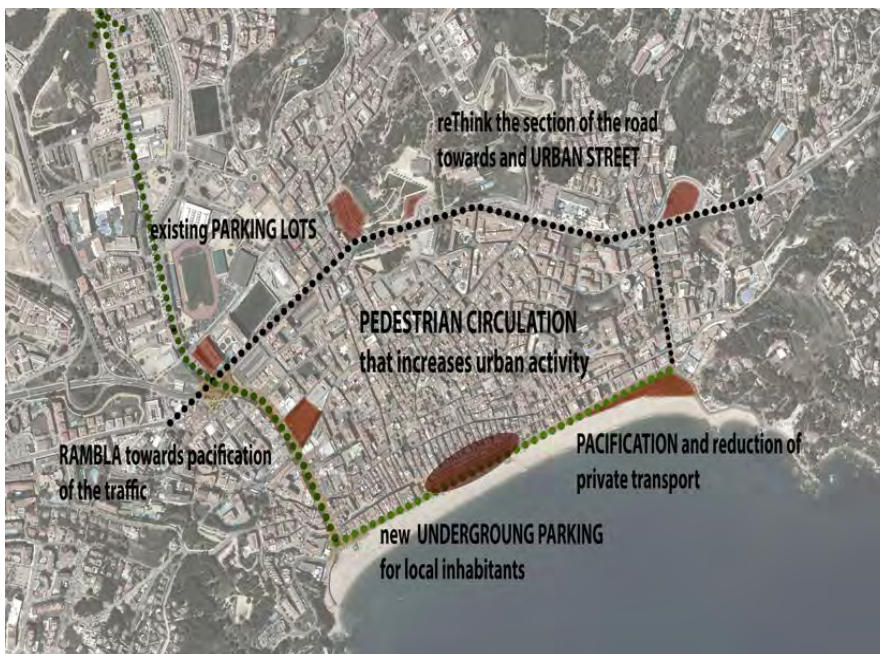 reThink the section of the road
towards and URBAN STREET
existing PARKING LOTS
PEDESTRIAN CIRCULATION
that increases urban activity
RAMBLA towards pacification
of the traffic
PACIFICATION and reduction of
private transport
new UNDERGROUNG PARKING
for local inhabitants